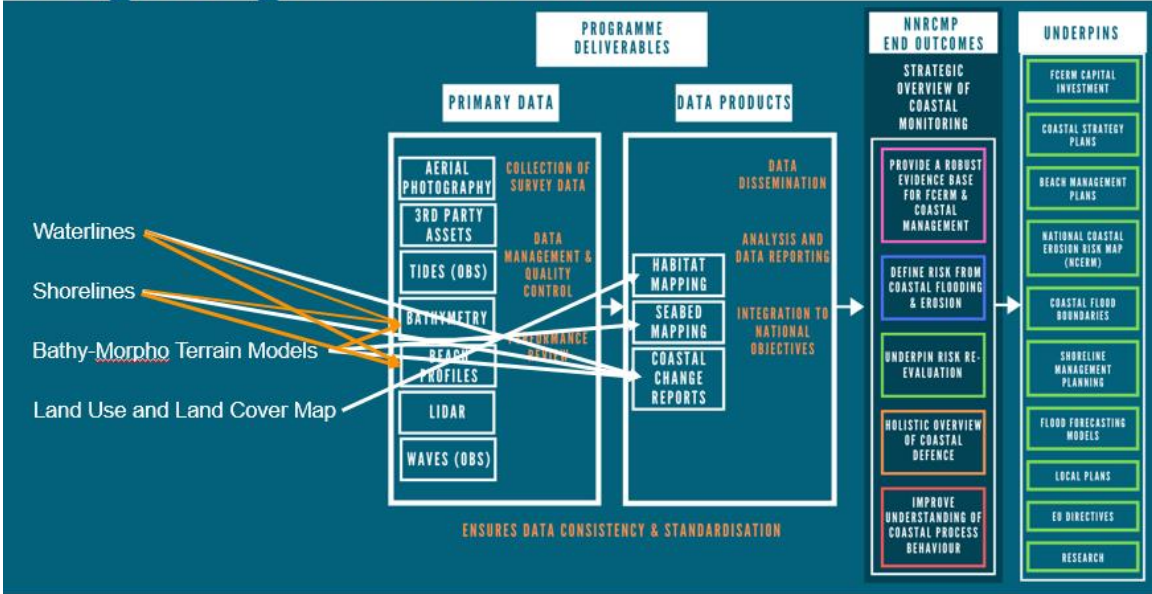 PROGRAMME
DELIVERABLES
PRIMARY DATA
DATA PRODUCTS
NNRCMP
END OUTCOMES
UNDERPINS
Waterlines
Shorelines
Bathy-Morpho Terrain Models
Land Use and Land Cover Map
AERIAL
PHOTOGRAPHY
3RD PARTY
ASSETS
TIDES (OBS)
BATHYMETRY
BEACH
PROFILES
LIDAR
WAVES (OBS)
COLLECTION OF
SURVEY DATA
DATA
MANAGEMENT &
QUALITY
CONTROL
PERFORMANCE
REVIEW
HABITAT
MAPPING
SEABED
MAPPING
COASTAL
CHANGE
REPORTS
DATA
DISSEMINATION
ANALYSIS AND
DATA REPORTING
INTEGRATION TO
NATIONAL
OBJECTIVES
ENSURES DATA CONSISTENCY & STANDARDISATION
STRATEGIC
OVERVIEW OF
COASTAL
MONITORING
PROVIDE A ROBUST
EVIDENCE BASE
FOR FCERM &
COASTAL
MANAGEMENT
DEFINE RISK FROM
COASTAL FLOODING
& EROSION
UNDERPIN RISK RE-
EVALUATION
HOLISTIC OVERVIEW
OF COASTAL
DEFENCE
IMPROVE
UNDERSTANDING OF
COASTAL PROCESS
BEHAVIOUR
FCERM CAPITAL
INVESTMENT
COASTAL STRATEGY
PLANS
BEACH MANAGEMENT
PLANS
NATIONAL COASTAL
EROSION RISK MAP
(NCERM)
COASTAL FLOOD
BOUNDARIES
SHORELINE
MANAGEMENT
PLANNING
FLOOD FORECASTING
MODELS
LOCAL PLANS
EU DIRECTIVES
RESEARCH